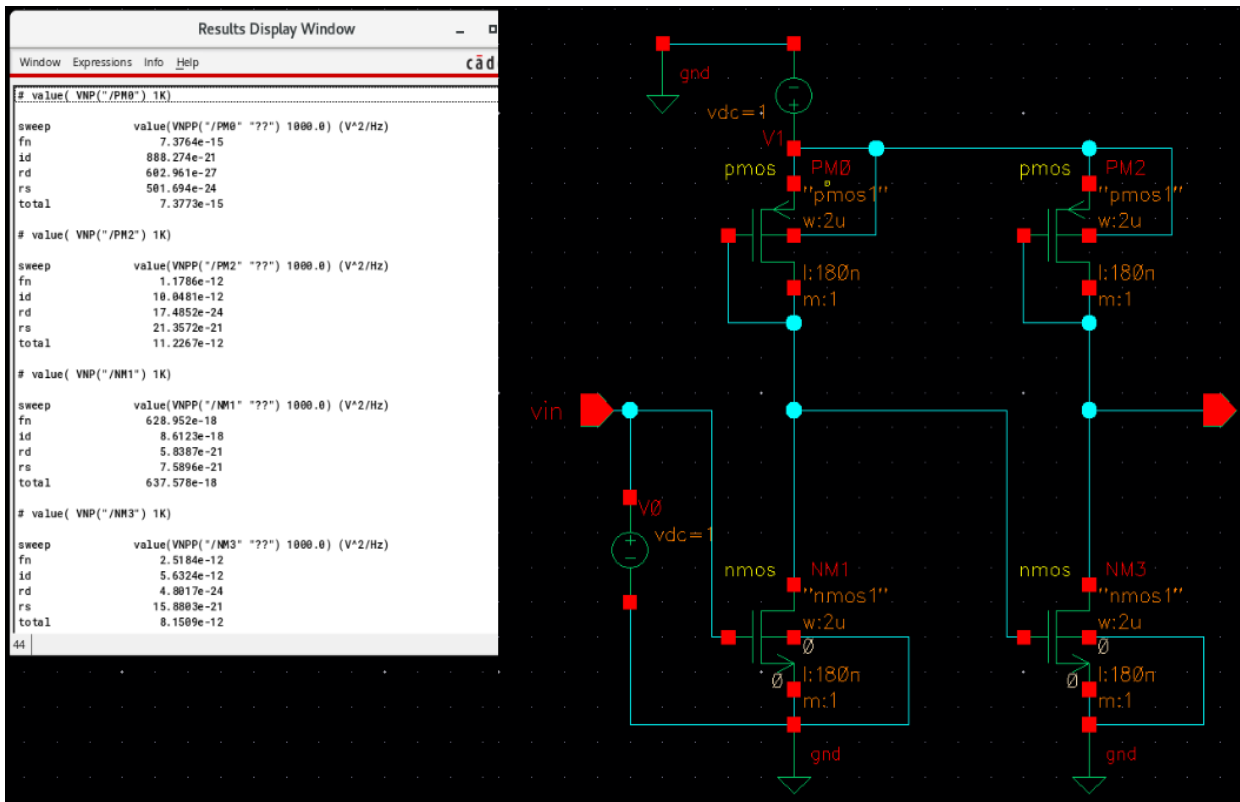 Results Display Window
Window Expressions Info Help cād
# value( VNP("/PM0") 1K)
sweep value(VNPP("/PM0" "??") 1000.0) (V^2/Hz)
fn 7.3764e-15
id 888.274e-21
rd 602.961e-27
rs 501.694e-24
total 7.3773e-15
# value( VNP("/PM2") 1K)
sweep value(VNPP("/PM2" "??") 1000.0) (V^2/Hz)
fn 1.1786e-12
id 10.0481e-12
rd 17.4852e-24
rs 21.3572e-21
total 11.2267e-12
# value( VNP("/NM1") 1K)
sweep value(VNPP("/NM1" "??") 1000.0) (V^2/Hz)
fn 628.952e-18
id 8.6123e-18
rd 5.8387e-21
rs 7.5896e-21
total 637.578e-18
# value( VNP("/NM3") 1K)
sweep value(VNPP("/NM3" "??") 1000.0) (V^2/Hz)
fn 2.5184e-12
id 5.6324e-12
rd 4.8017e-24
rs 15.8803e-21
total 8.1509e-12
44
gnd
vdc=1
V1
pmos PM0
"pmos1"
w:2u
l:180n
m:1
pmos PM2
"pmos1"
w:2u
l:180n
m:1
vin
V0
vdc=1
nmos NM1
"nmos1"
w:2u
0
0
l:180n
m:1
gnd
nmos NM3
"nmos1"
w:2u
0
0
l:180n
m:1
gnd